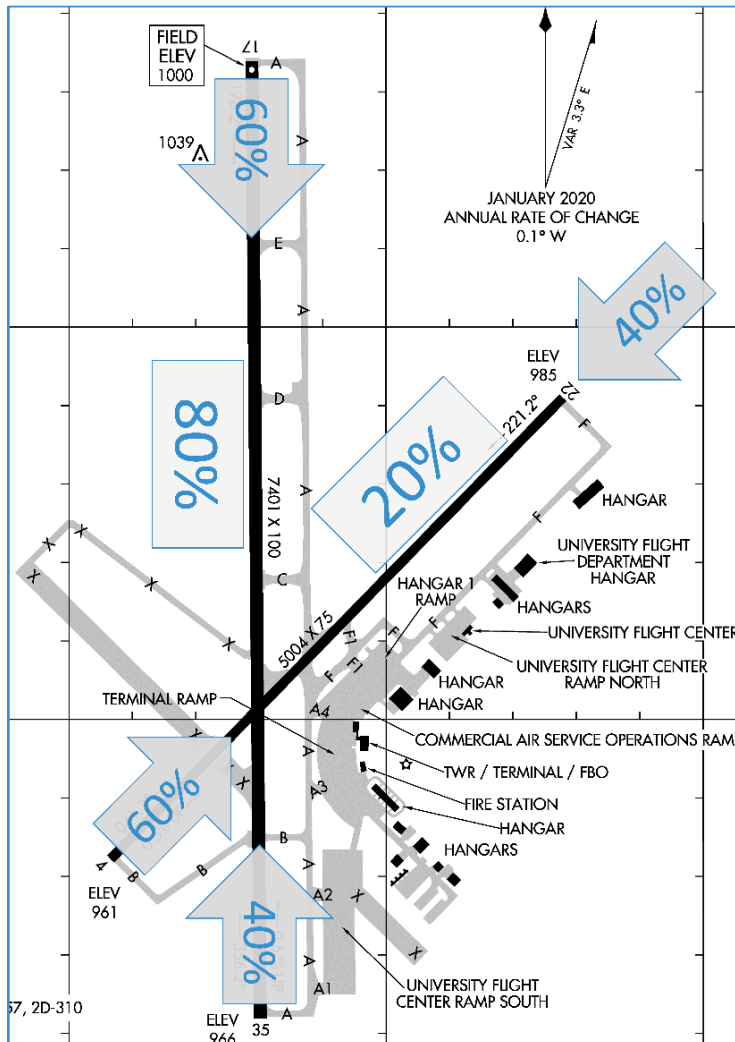 FIELD
ELEV
1000
17
A
60%
A
1039
VAR 3.3° E
JANUARY 2020
ANNUAL RATE OF CHANGE
0.1° W
E
A
40%
ELEV
985
22
221.2°
F
D
80%
20%
A
7401 X 100
HANGAR
F
X
X
X
X
UNIVERSITY FLIGHT
DEPARTMENT
HANGAR
HANGAR 1
RAMP
C
HANGARS
5004 X 75
F1
F
F
UNIVERSITY FLIGHT CENTER
X
F
F1
UNIVERSITY FLIGHT CENTER
RAMP NORTH
HANGAR
TERMINAL RAMP
HANGAR
A4
COMMERCIAL AIR SERVICE OPERATIONS RAM
A
TWR / TERMINAL / FBO
X
A3
FIRE STATION
60%
HANGAR
B
HANGARS
4
B
B
A
ELEV
961
A2
X
40%
A
X
UNIVERSITY FLIGHT
CENTER RAMP SOUTH
A1
57, 2D-310
ELEV
966
35
A